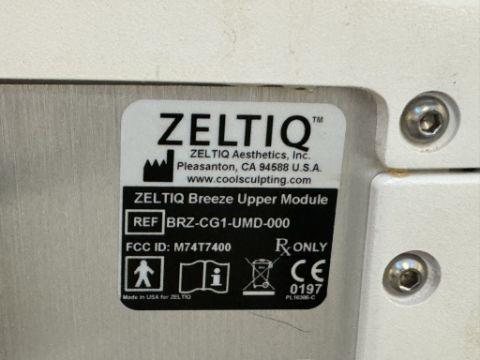 ZELTIQ™
ZELTIQ Aesthetics, Inc.
Pleasanton, CA 94588 U.S.A.
www.coolsculpting.com
ZELTIQ Breeze Upper Module
REF BRZ-CG1-UMD-000
FCC ID: M74T7400 Rx ONLY
CE
0197
Made in USA for ZELTIQ PL16386-C